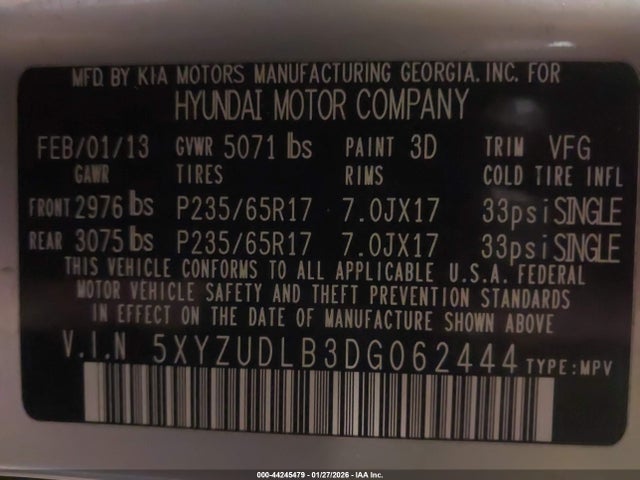 MFD. BY KIA MOTORS MANUFACTURING GEORGIA. INC. FOR
HYUNDAI MOTOR COMPANY
FEB/01/13 GVWR 5071 lbs PAINT 3D TRIM VFG
GAWR TIRES RIMS COLD TIRE INFL
FRONT 2976 lbs P235/65R17 7.0JX17 33psi SINGLE
REAR 3075 lbs P235/65R17 7.0JX17 33psi SINGLE
THIS VEHICLE CONFORMS TO ALL APPLICABLE U.S.A. FEDERAL
MOTOR VEHICLE SAFETY AND THEFT PREVENTION STANDARDS
IN EFFECT ON THE DATE OF MANUFACTURE SHOWN ABOVE
V.I.N 5XYZUDLB3DG062444 TYPE:MPV
000-44245479 - 01/27/2026 - IAA Inc.